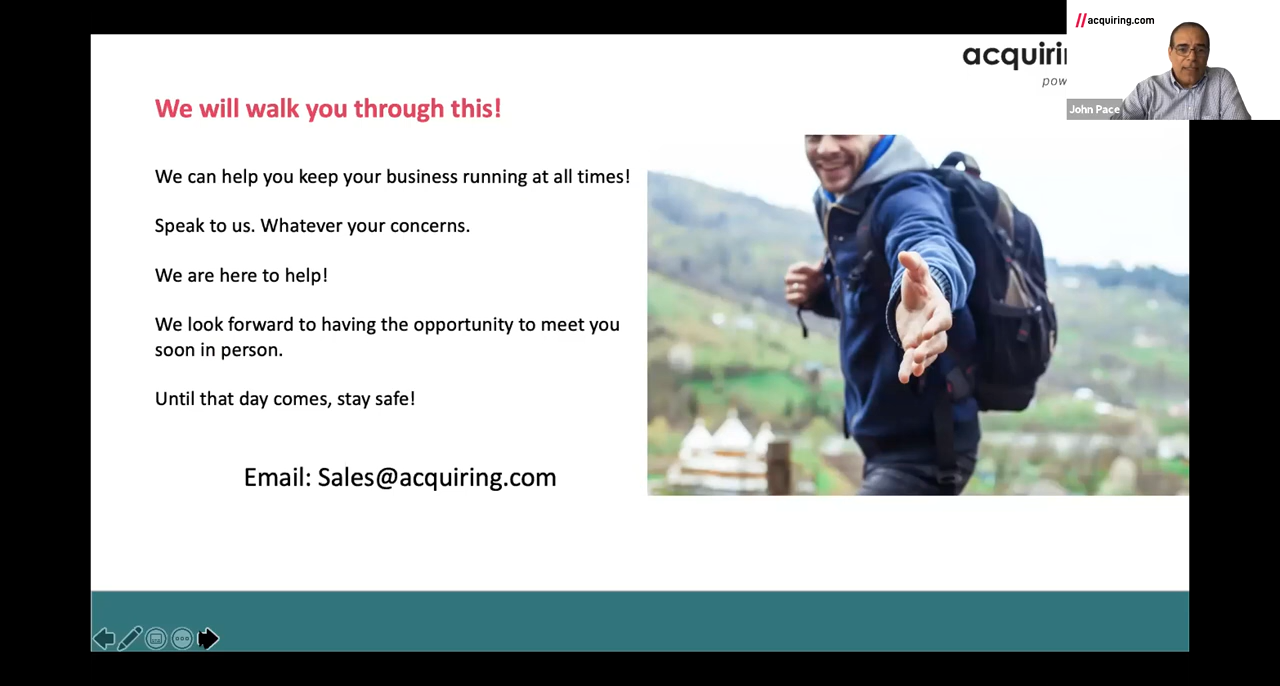 //acquiring.com
acquiri
pow
John Pace
We will walk you through this!
We can help you keep your business running at all times!
Speak to us. Whatever your concerns.
We are here to help!
We look forward to having the opportunity to meet you
soon in person.
Until that day comes, stay safe!
Email: Sales@acquiring.com